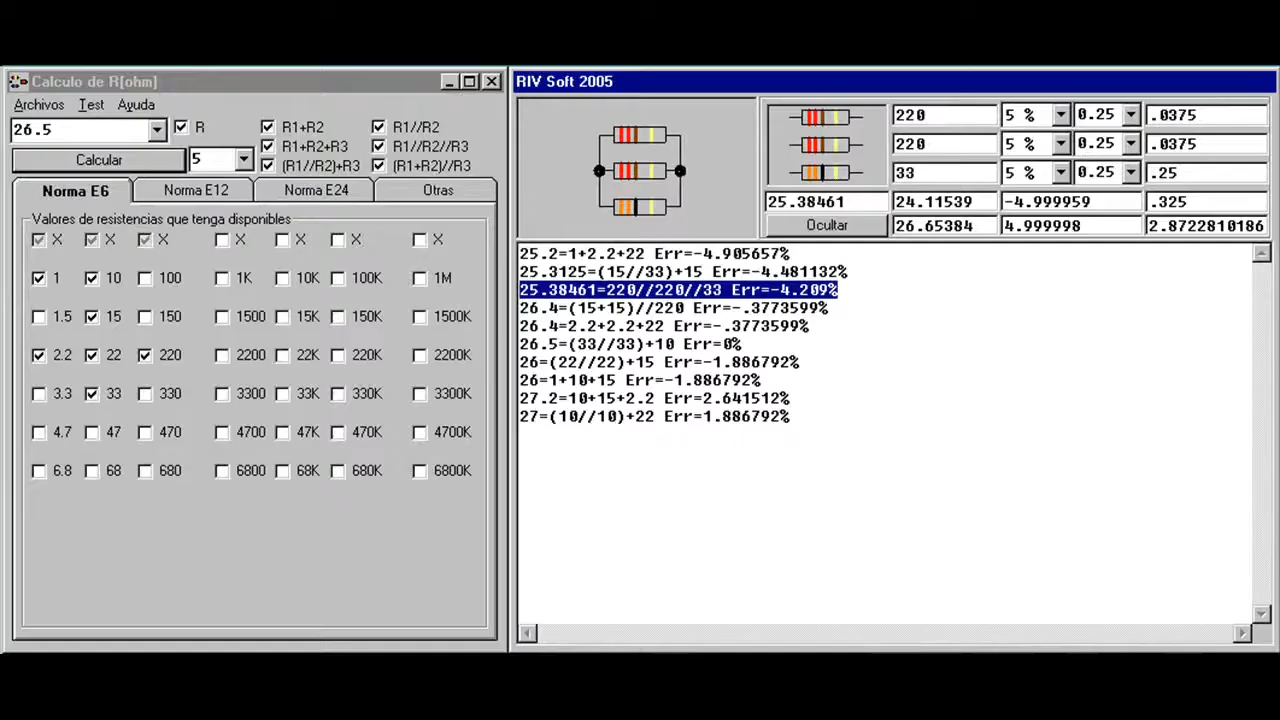 Calculo de R[ohm]
Archivos Test Ayuda
26.5
R
R1+R2
R1//R2
R1+R2+R3
R1//R2//R3
Calcular
5
(R1//R2)+R3
(R1+R2)//R3
Norma E6
Norma E12
Norma E24
Otras
Valores de resistencias que tenga disponibles
X X X X X X X
1 10 100 1K 10K 100K 1M
1.5 15 150 1500 15K 150K 1500K
2.2 22 220 2200 22K 220K 2200K
3.3 33 330 3300 33K 330K 3300K
4.7 47 470 4700 47K 470K 4700K
6.8 68 680 6800 68K 680K 6800K
RIV Soft 2005
220 5 % 0.25 .0375
220 5 % 0.25 .0375
33 5 % 0.25 .25
25.38461 24.11539 -4.999959 .325
Ocultar 26.65384 4.999998 2.8722810186
25.2=1+2.2+22 Err=-4.905657%
25.3125=(15//33)+15 Err=-4.481132%
25.38461=220//220//33 Err=-4.209%
26.4=(15+15)//220 Err=-.3773599%
26.4=2.2+2.2+22 Err=-.3773599%
26.5=(33//33)+10 Err=0%
26=(22//22)+15 Err=-1.886792%
26=1+10+15 Err=-1.886792%
27.2=10+15+2.2 Err=2.641512%
27=(10//10)+22 Err=1.886792%